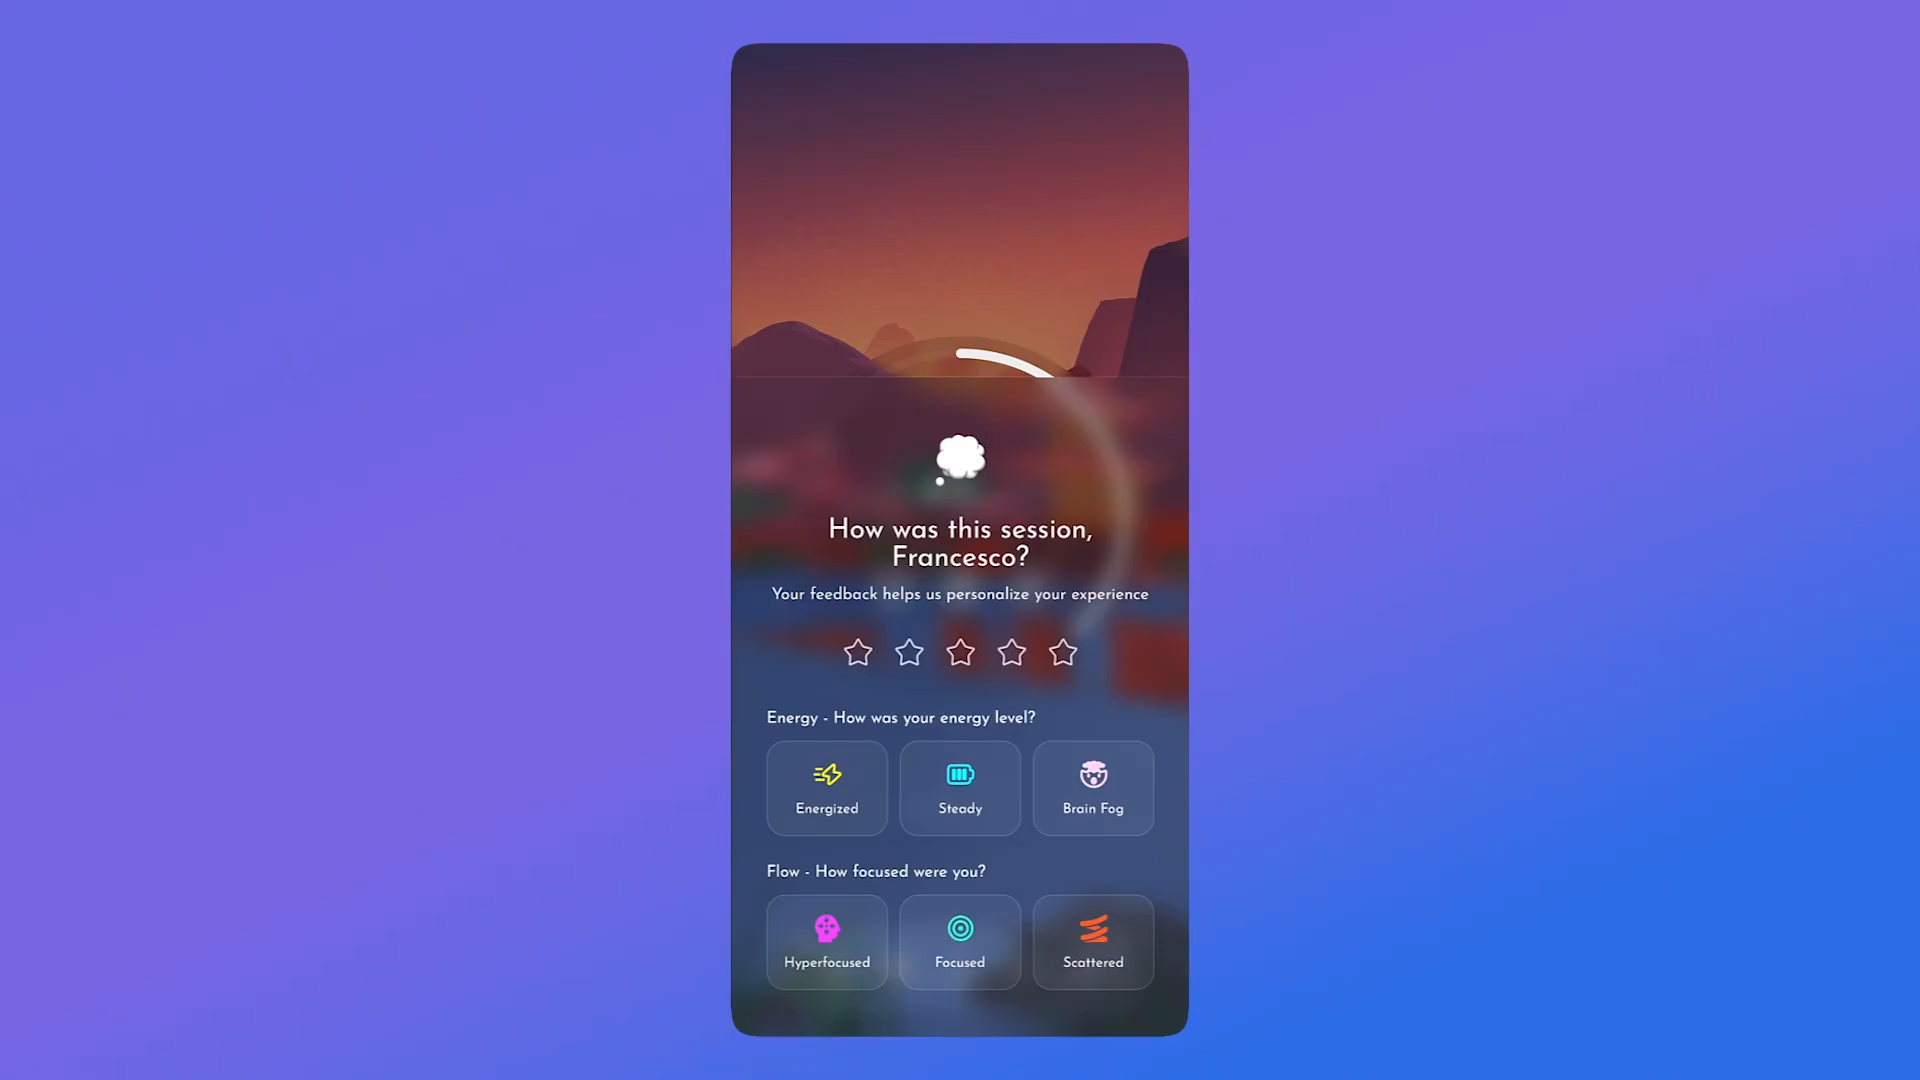 How was this session,
Francesco?
Your feedback helps us personalize your experience
Energy - How was your energy level?
Energized
Steady
Brain Fog
Flow - How focused were you?
Hyperfocused
Focused
Scattered